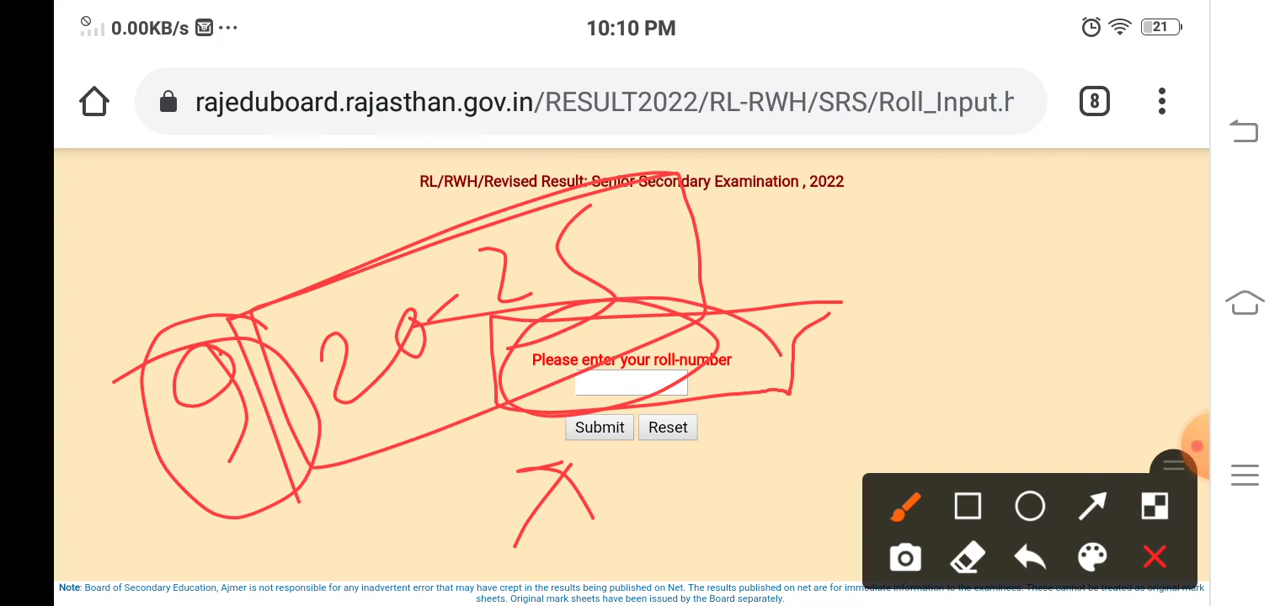 0.00KB/s ... 10:10 PM 21
rajeduboard.rajasthan.gov.in/RESULT2022/RL-RWH/SRS/Roll_Input.h 8
RL/RWH/Revised Result: Senior Secondary Examination , 2022
9 20 25
Please enter your roll-number
Submit Reset
Note: Board of Secondary Education, Ajmer is not responsible for any inadvertent error that may have crept in the results being published on Net. The results published on net are for immediate information to the examinees. These cannot be treated as original mark
sheets. Original mark sheets have been issued by the Board separately.